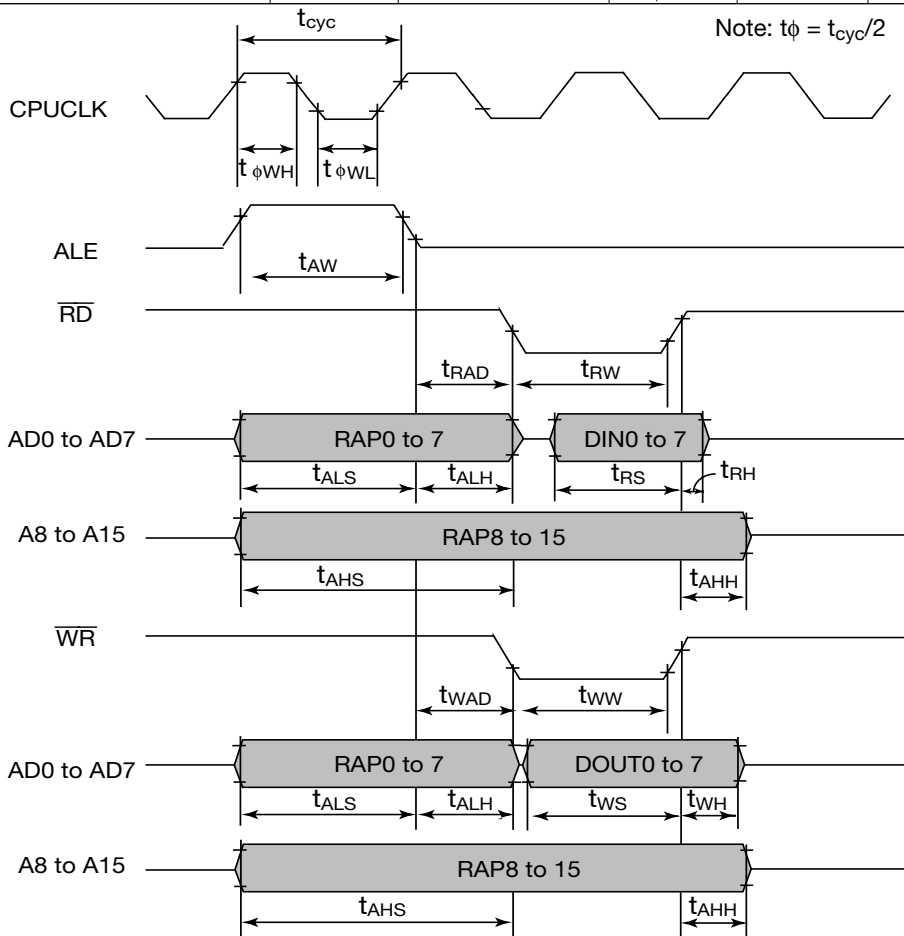 Note: tϕ = tcyc/2
tcyc
CPUCLK
tϕWH tϕWL
ALE
tAW
RD
tRAD tRW
AD0 to AD7 RAP0 to 7 DIN0 to 7
tALS tALH tRS tRH
A8 to A15 RAP8 to 15
tAHS tAHH
WR
tWAD tWW
AD0 to AD7 RAP0 to 7 DOUT0 to 7
tALS tALH tWS tWH
A8 to A15 RAP8 to 15
tAHS tAHH